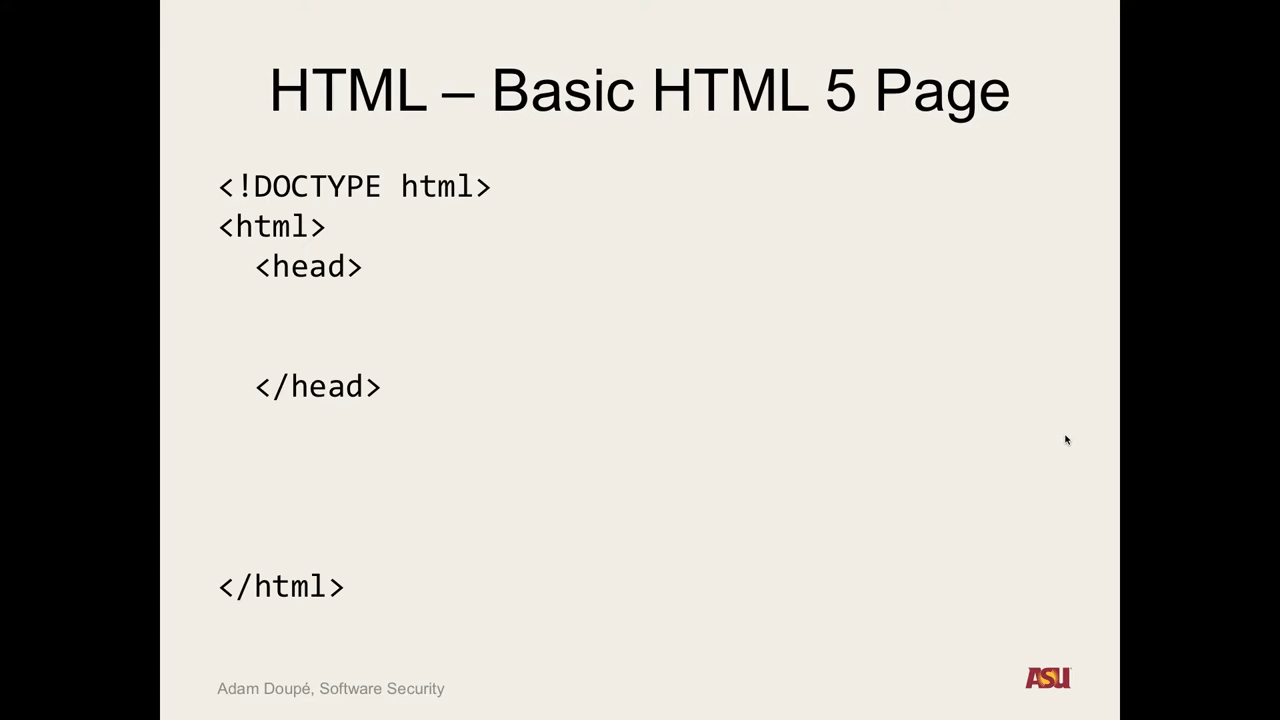 HTML – Basic HTML 5 Page
<!DOCTYPE html>
<html>
  <head>
  </head>
</html>
Adam Doupé, Software Security
ASU